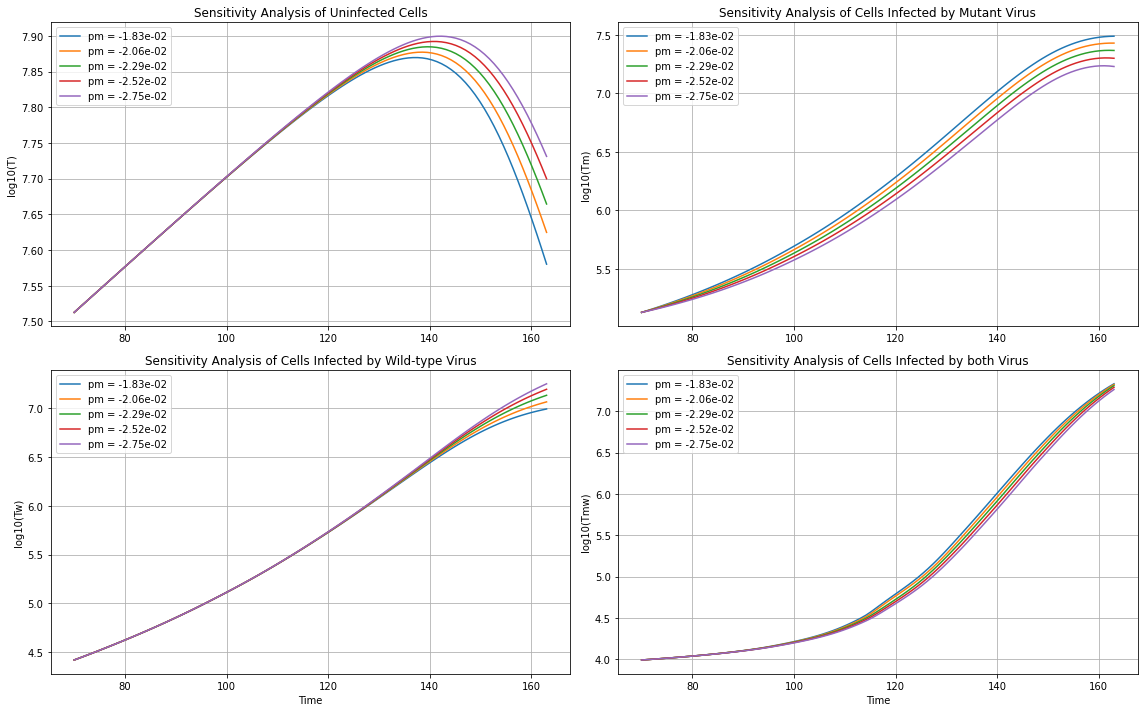 Sensitivity Analysis of Uninfected Cells
pm = -1.83e-02
pm = -2.06e-02
pm = -2.29e-02
pm = -2.52e-02
pm = -2.75e-02
log10(T)
7.90
7.85
7.80
7.75
7.70
7.65
7.60
7.55
7.50
80 100 120 140 160
Sensitivity Analysis of Cells Infected by Mutant Virus
pm = -1.83e-02
pm = -2.06e-02
pm = -2.29e-02
pm = -2.52e-02
pm = -2.75e-02
log10(Tm)
7.5
7.0
6.5
6.0
5.5
80 100 120 140 160
Sensitivity Analysis of Cells Infected by Wild-type Virus
pm = -1.83e-02
pm = -2.06e-02
pm = -2.29e-02
pm = -2.52e-02
pm = -2.75e-02
log10(Tw)
7.0
6.5
6.0
5.5
5.0
4.5
80 100 120 140 160
Time
Sensitivity Analysis of Cells Infected by both Virus
pm = -1.83e-02
pm = -2.06e-02
pm = -2.29e-02
pm = -2.52e-02
pm = -2.75e-02
log10(Tmw)
7.0
6.5
6.0
5.5
5.0
4.5
4.0
80 100 120 140 160
Time